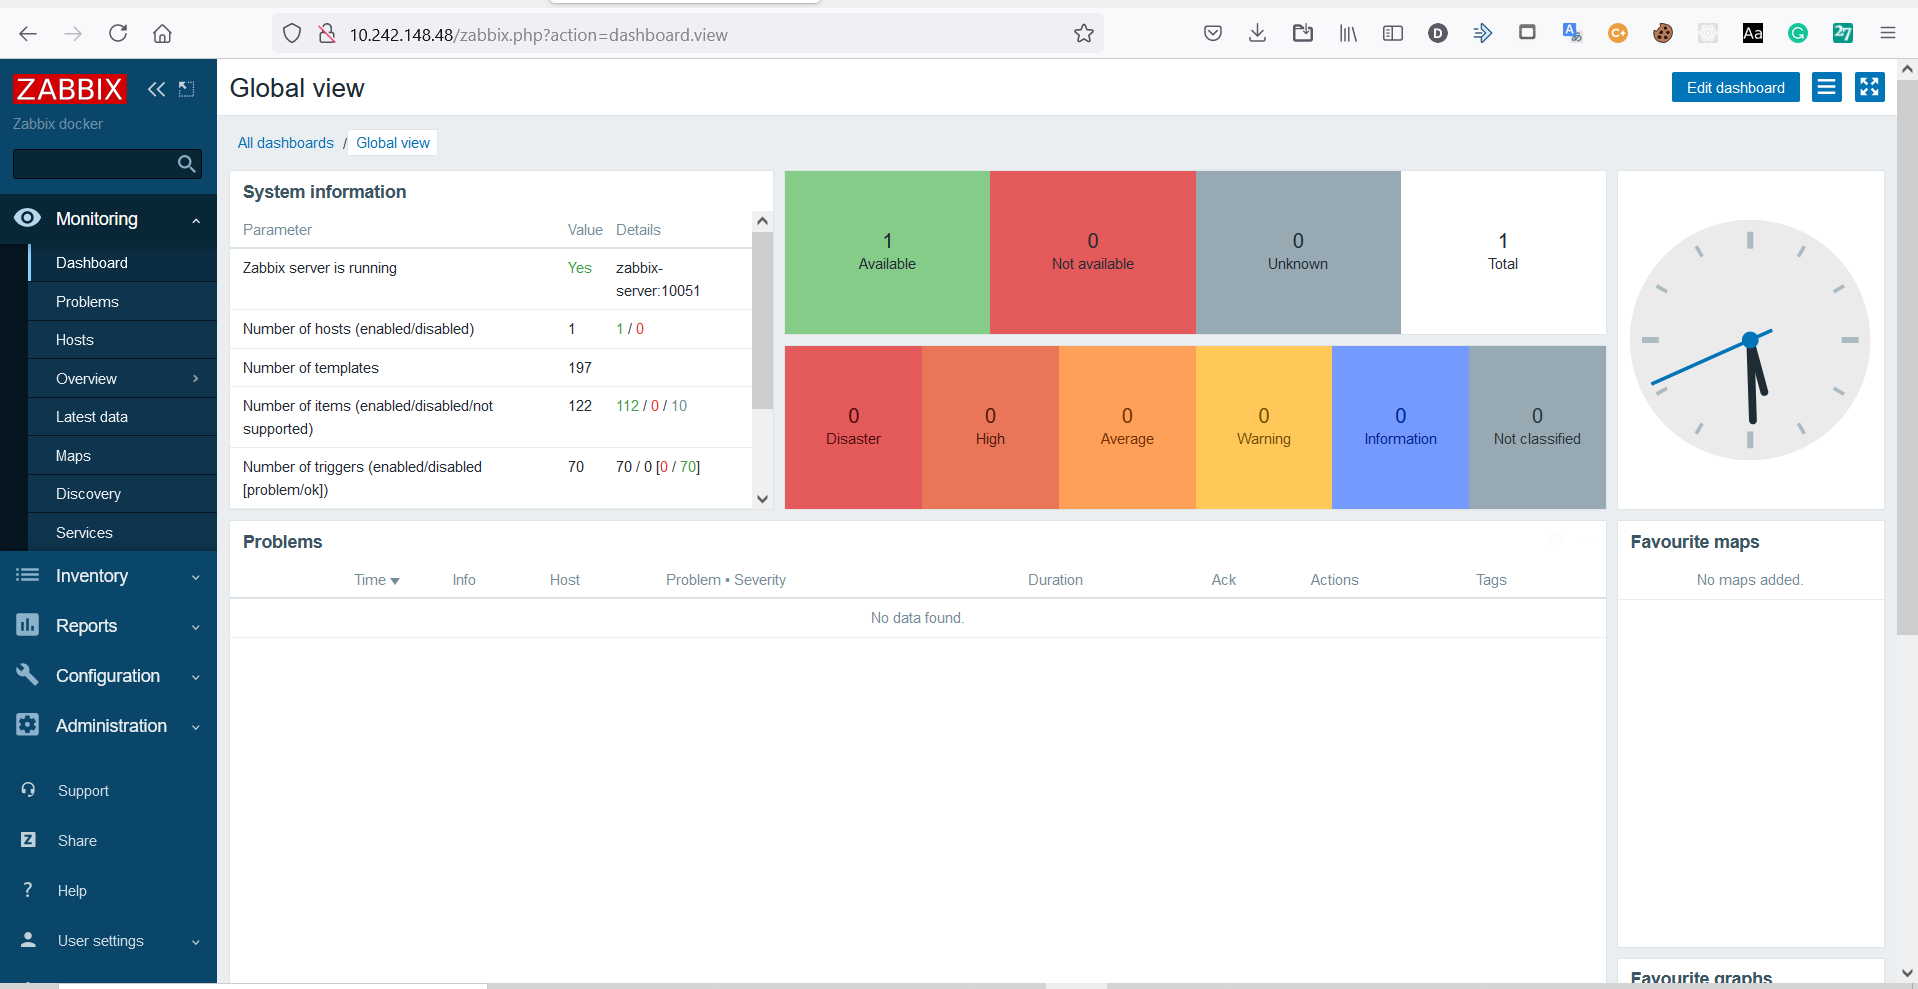 10.242.148.48/zabbix.php?action=dashboard.view
ZABBIX
Zabbix docker
Monitoring
Dashboard
Problems
Hosts
Overview
Latest data
Maps
Discovery
Services
Inventory
Reports
Configuration
Administration
Support
Share
Help
User settings
Global view
Edit dashboard
All dashboards / Global view
System information
Parameter Value Details
Zabbix server is running Yes zabbix-
server:10051
Number of hosts (enabled/disabled) 1 1 / 0
Number of templates 197
Number of items (enabled/disabled/not 122 112 / 0 / 10
supported)
Number of triggers (enabled/disabled 70 70 / 0 [0 / 70]
[problem/ok])
1 0 0 1
Available Not available Unknown Total
0 0 0 0 0 0
Disaster High Average Warning Information Not classified
Problems
Time Info Host Problem • Severity Duration Ack Actions Tags
No data found.
Favourite maps
No maps added.
Favourite graphs